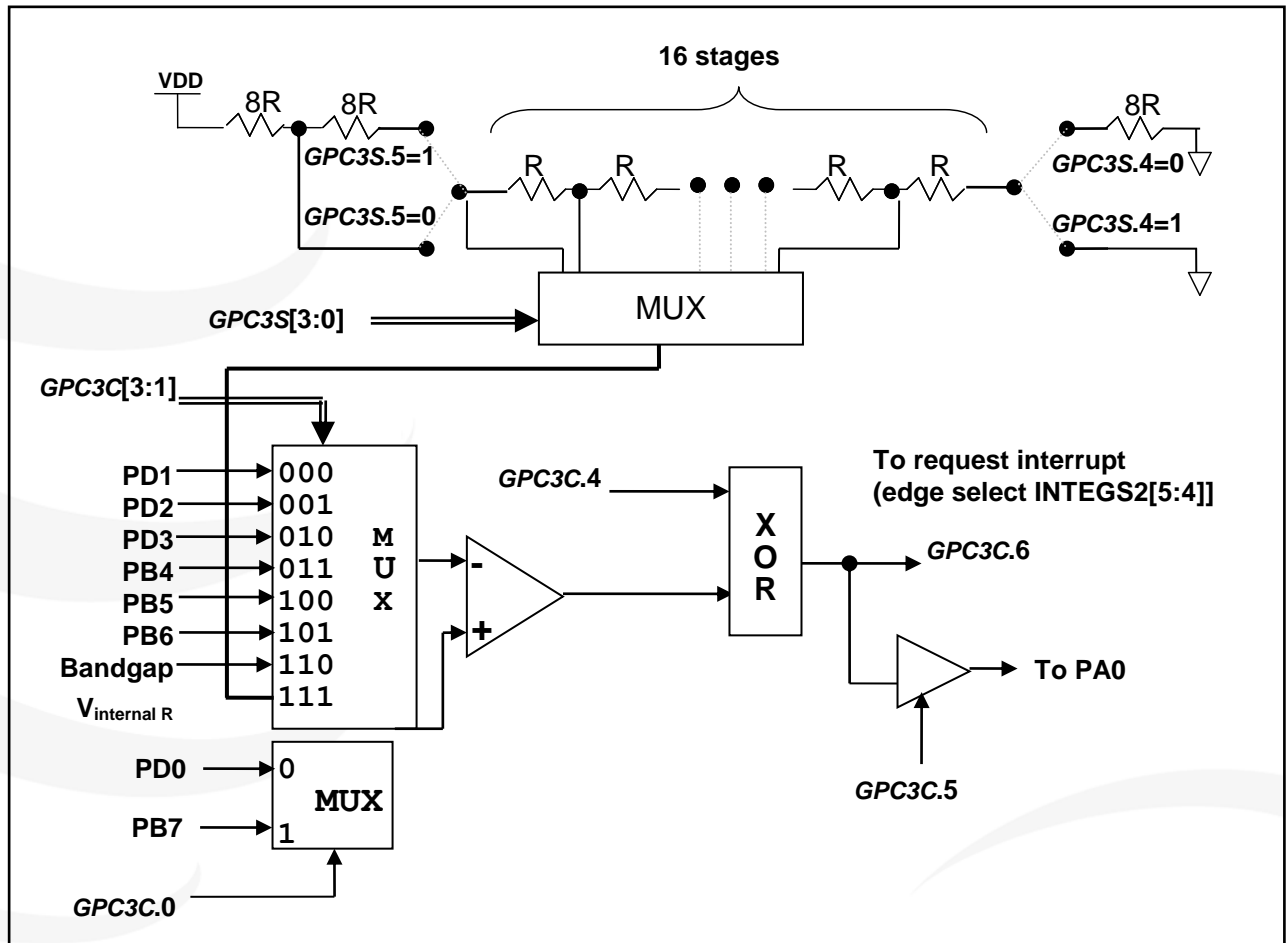 16 stages
VDD
8R
8R
8R
GPC3S.5=1
GPC3S.4=0
R
R
R
R
GPC3S.5=0
GPC3S.4=1
MUX
GPC3S[3:0]
GPC3C[3:1]
PD1
000
PD2
001
PD3
010
PB4
011
PB5
100
PB6
101
Bandgap
110
Vinternal R
111
MUX
-
+
GPC3C.4
XOR
To request interrupt
(edge select INTEGS2[5:4]]
GPC3C.6
To PA0
GPC3C.5
PD0
0
MUX
PB7
1
GPC3C.0